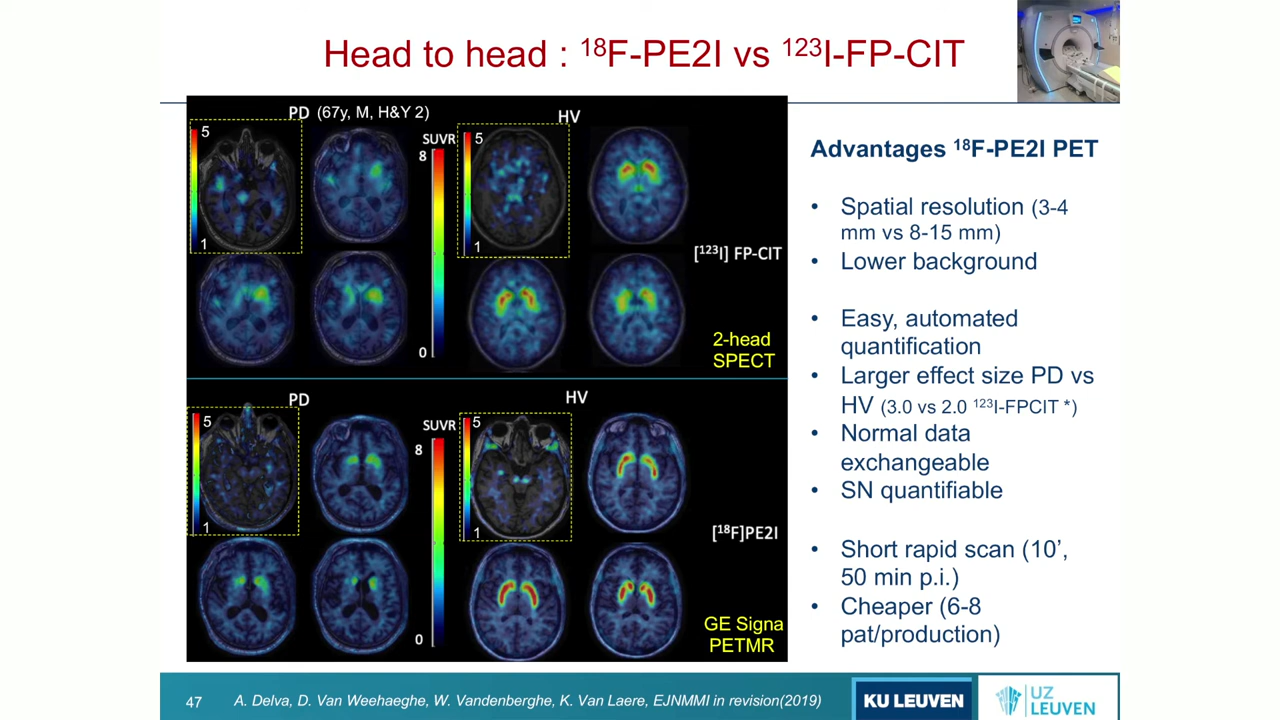 Head to head : ¹⁸F-PE2I vs ¹²³I-FP-CIT
PD (67y, M, H&Y 2)
HV
5
1
SUVR
8
0
5
1
[¹²³I] FP-CIT
2-head
SPECT
PD
HV
5
1
SUVR
8
0
5
1
[¹⁸F]PE2I
GE Signa
PETMR
Advantages ¹⁸F-PE2I PET
• Spatial resolution (3-4
mm vs 8-15 mm)
• Lower background
• Easy, automated
quantification
• Larger effect size PD vs
HV (3.0 vs 2.0 ¹²³I-FPCIT *)
• Normal data
exchangeable
• SN quantifiable
• Short rapid scan (10’,
50 min p.i.)
• Cheaper (6-8
pat/production)
47
A. Delva, D. Van Weehaeghe, W. Vandenberghe, K. Van Laere, EJNMMI in revision(2019)
KU LEUVEN
UZ
LEUVEN